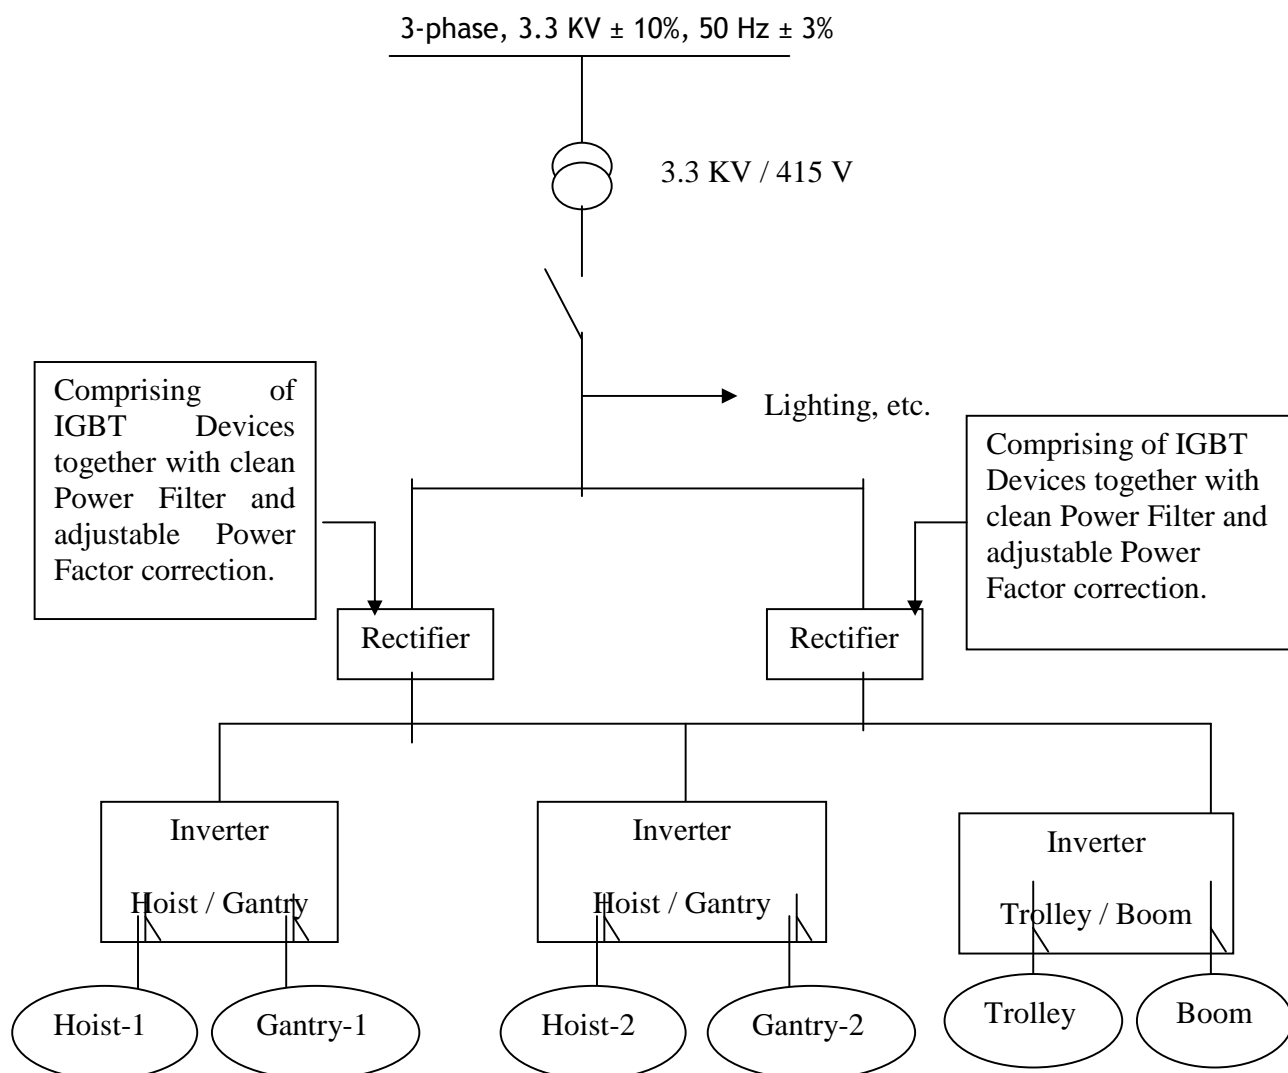 3-phase, 3.3 KV ± 10%, 50 Hz ± 3%
3.3 KV / 415 V
Comprising of
IGBT Devices
together with clean
Power Filter and
adjustable Power
Factor correction.
Lighting, etc.
Comprising of IGBT
Devices together with
clean Power Filter and
adjustable Power
Factor correction.
Rectifier
Rectifier
Inverter
Hoist / Gantry
Inverter
Hoist / Gantry
Inverter
Trolley / Boom
Hoist-1
Gantry-1
Hoist-2
Gantry-2
Trolley
Boom